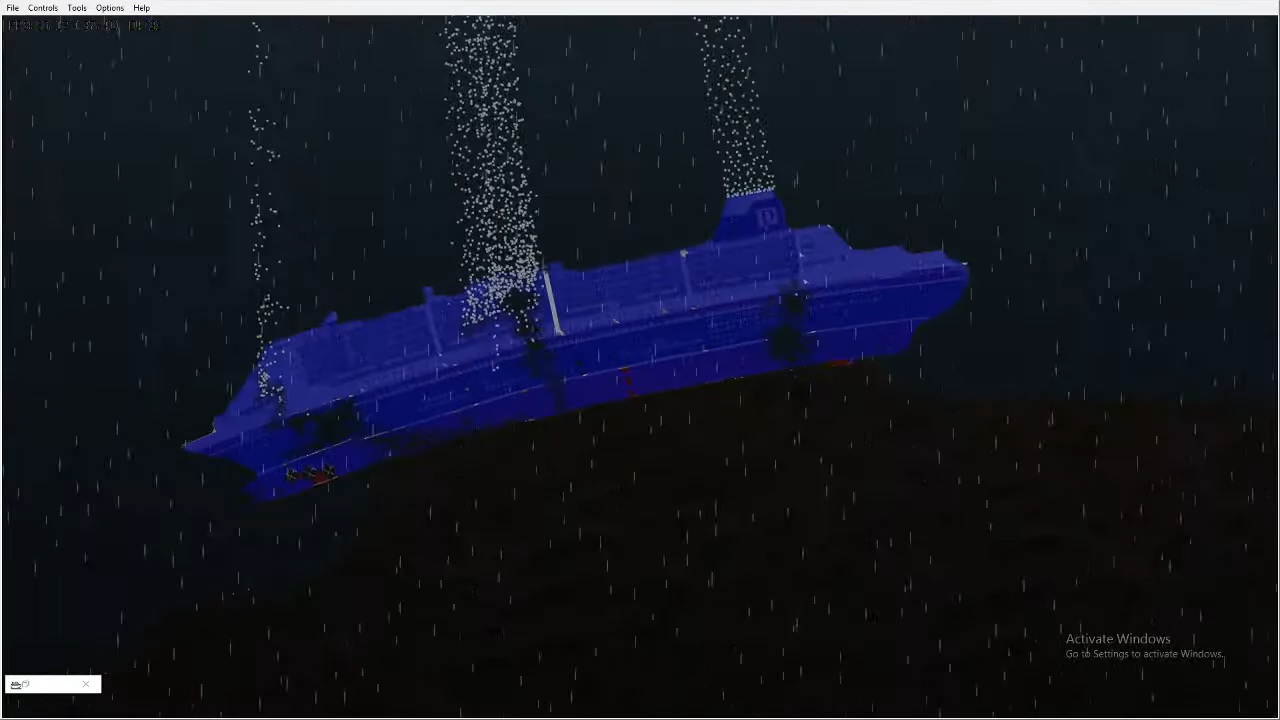 File Controls Tools Options Help
Activate Windows
Go to Settings to activate Windows.